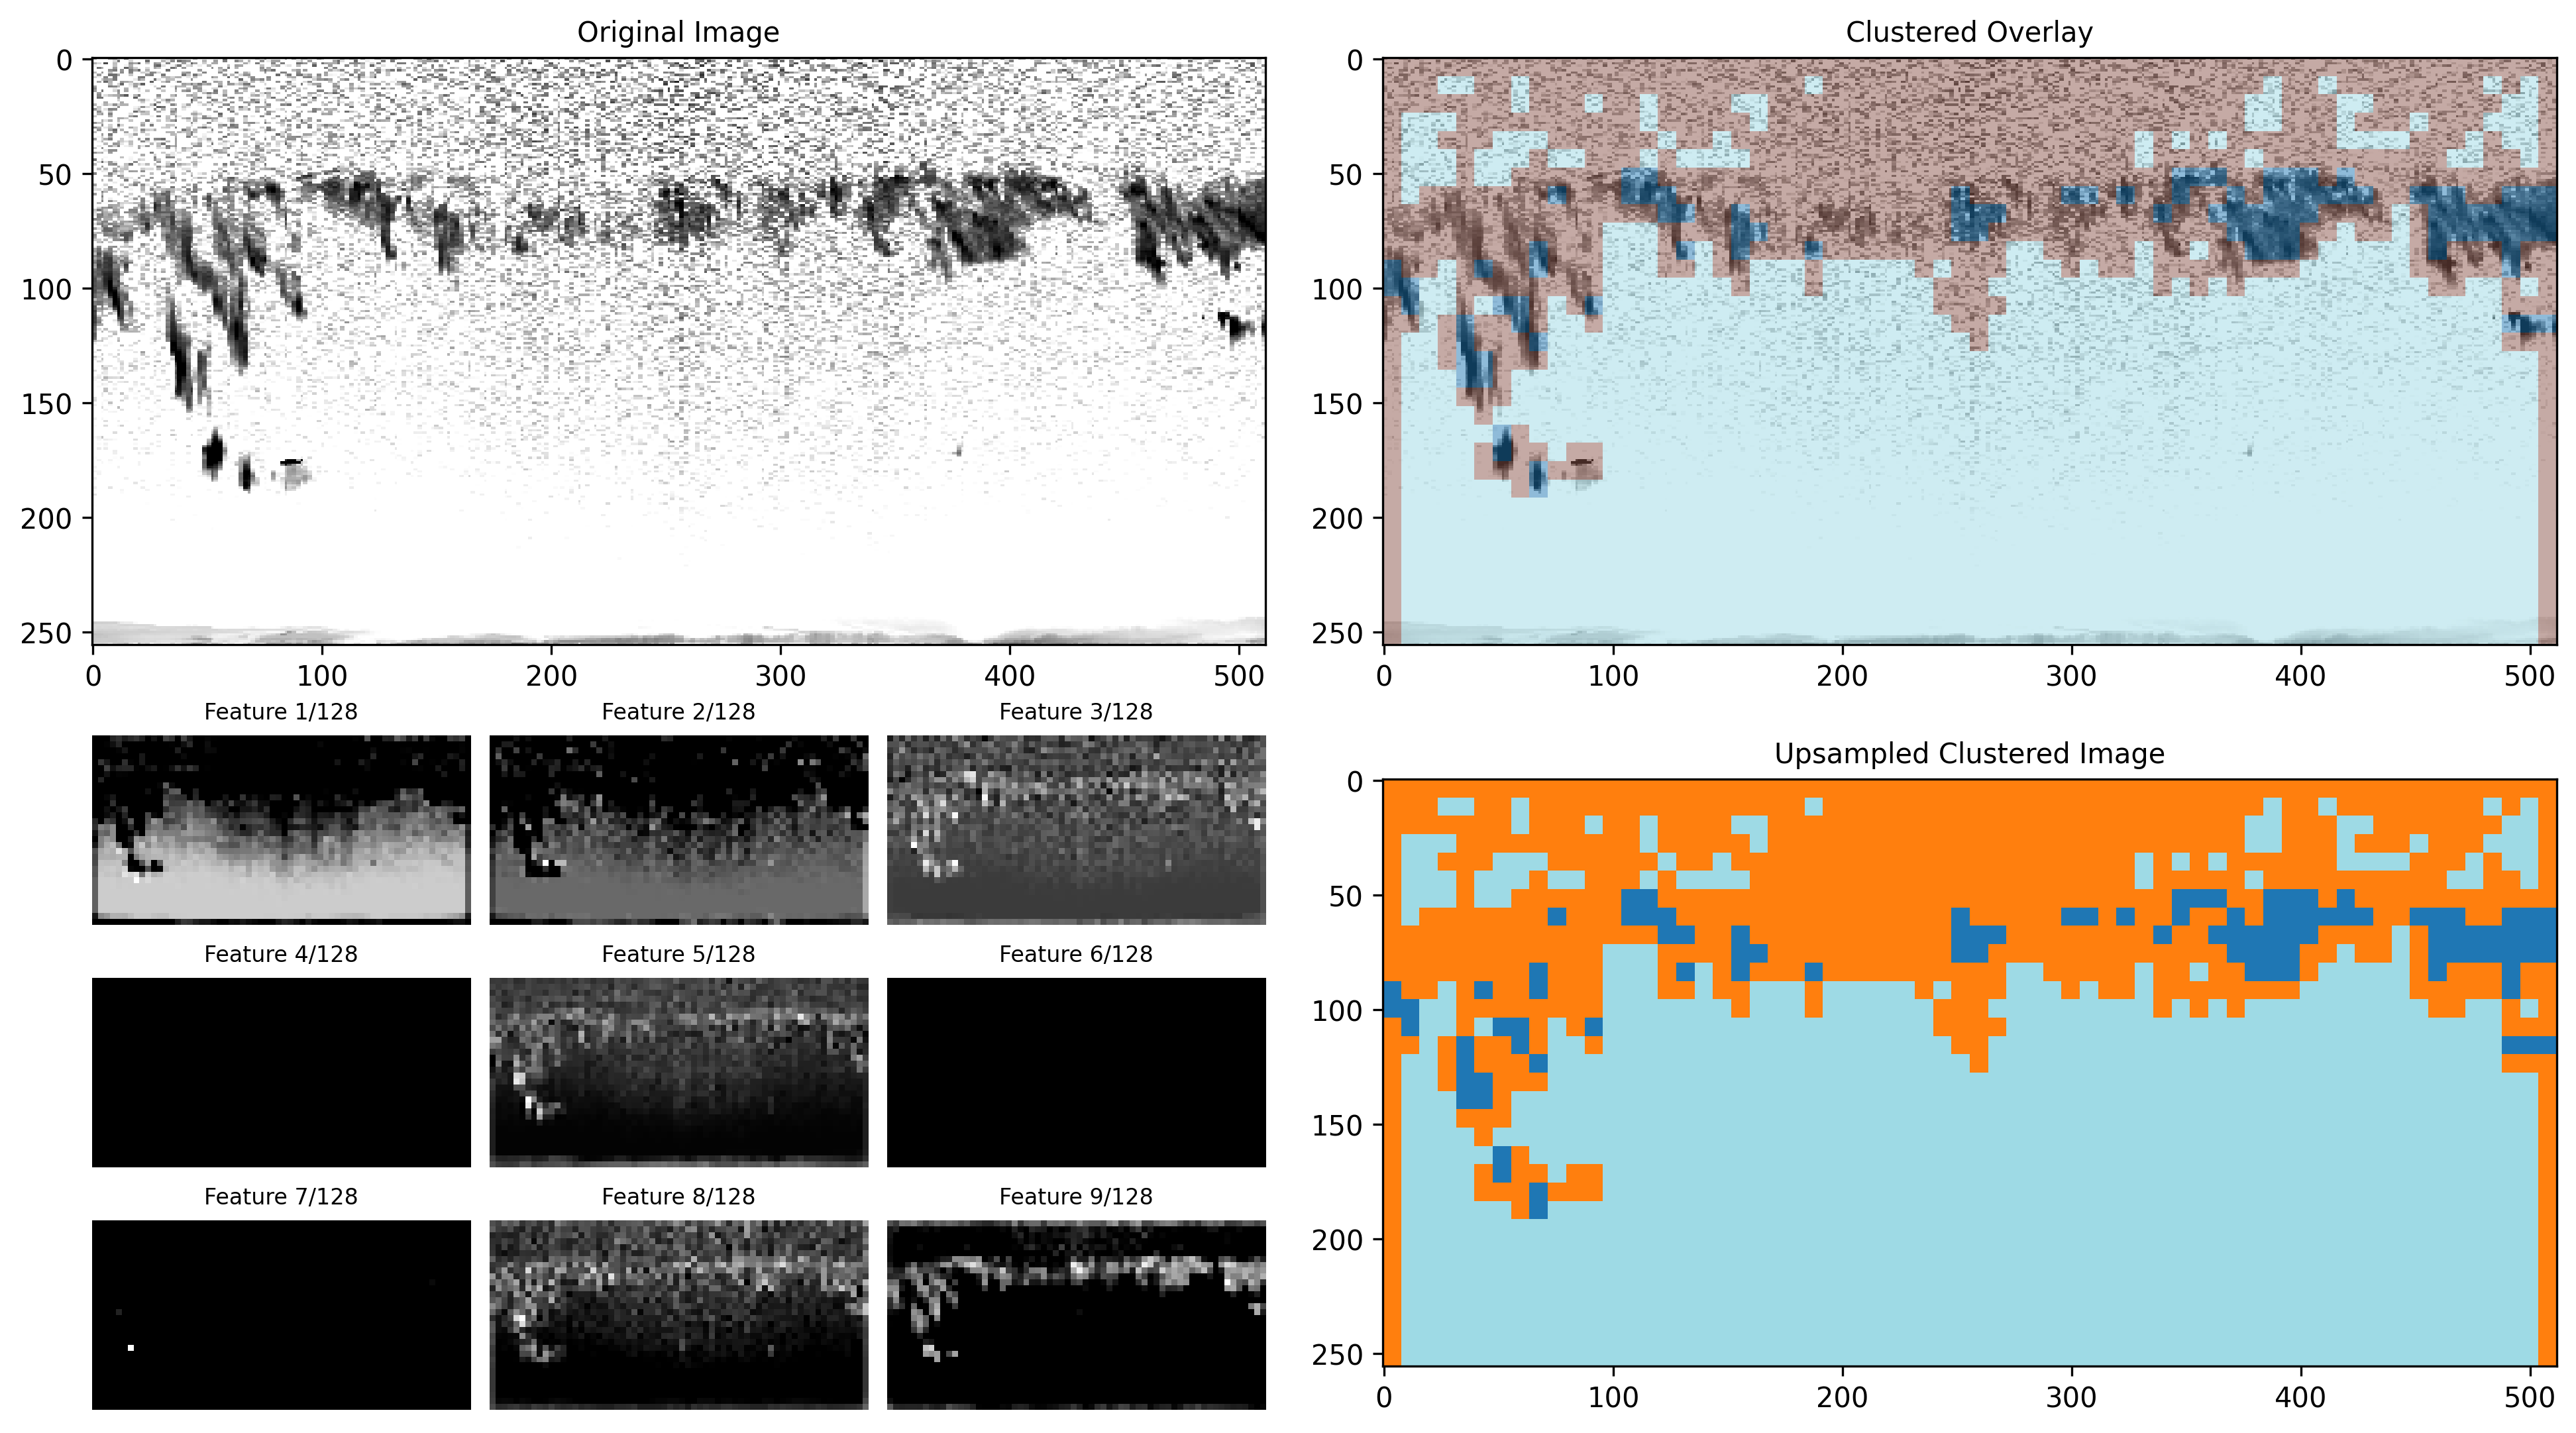 Original Image
0
50
100
150
200
250
0 100 200 300 400 500
Clustered Overlay
0
50
100
150
200
250
0 100 200 300 400 500
Feature 1/128 Feature 2/128 Feature 3/128
Feature 4/128 Feature 5/128 Feature 6/128
Feature 7/128 Feature 8/128 Feature 9/128
Upsampled Clustered Image
0
50
100
150
200
250
0 100 200 300 400 500